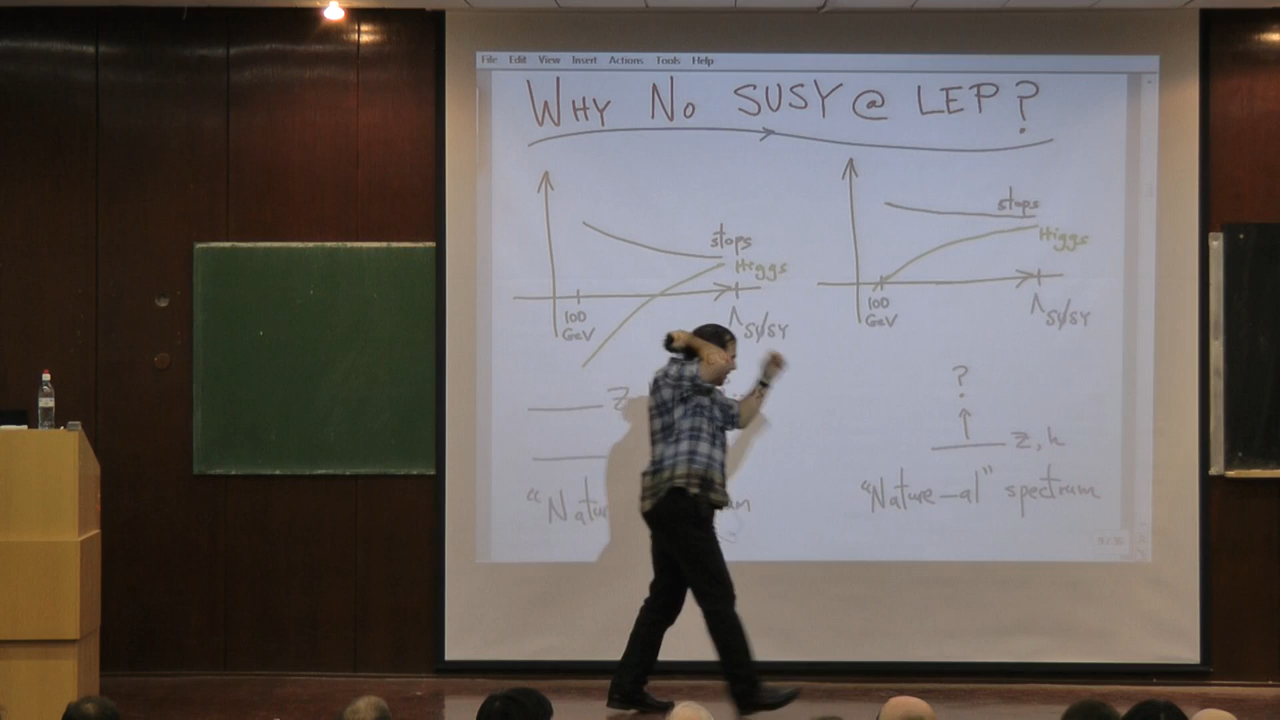 File Edit View Insert Actions Tools Help
WHY NO SUSY @ LEP?
stops
Higgs
100
GeV
Λ SUSY
stops
Higgs
100
GeV
Λ SUSY
Z
?
Z, h
"Nature-al" spectrum